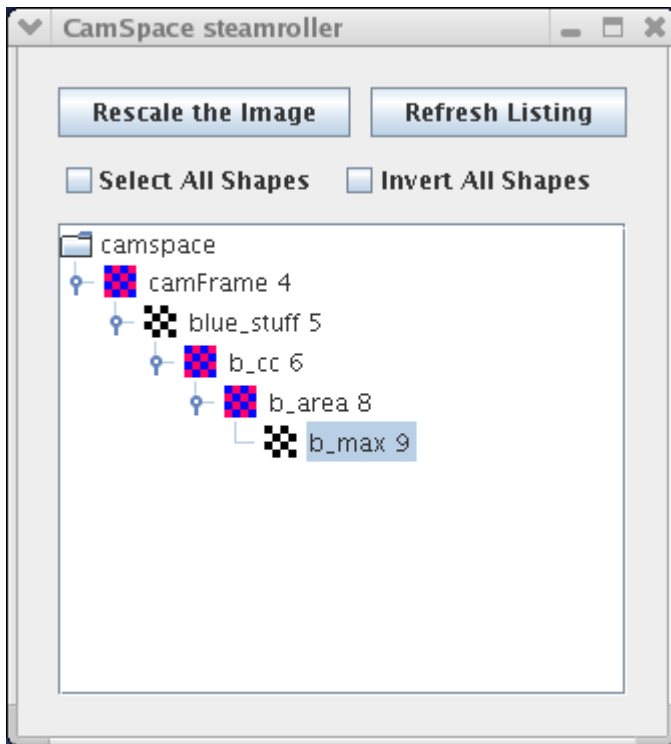 CamSpace steamroller
Rescale the Image Refresh Listing
Select All Shapes Invert All Shapes
camspace
camFrame 4
blue_stuff 5
b_cc 6
b_area 8
b_max 9